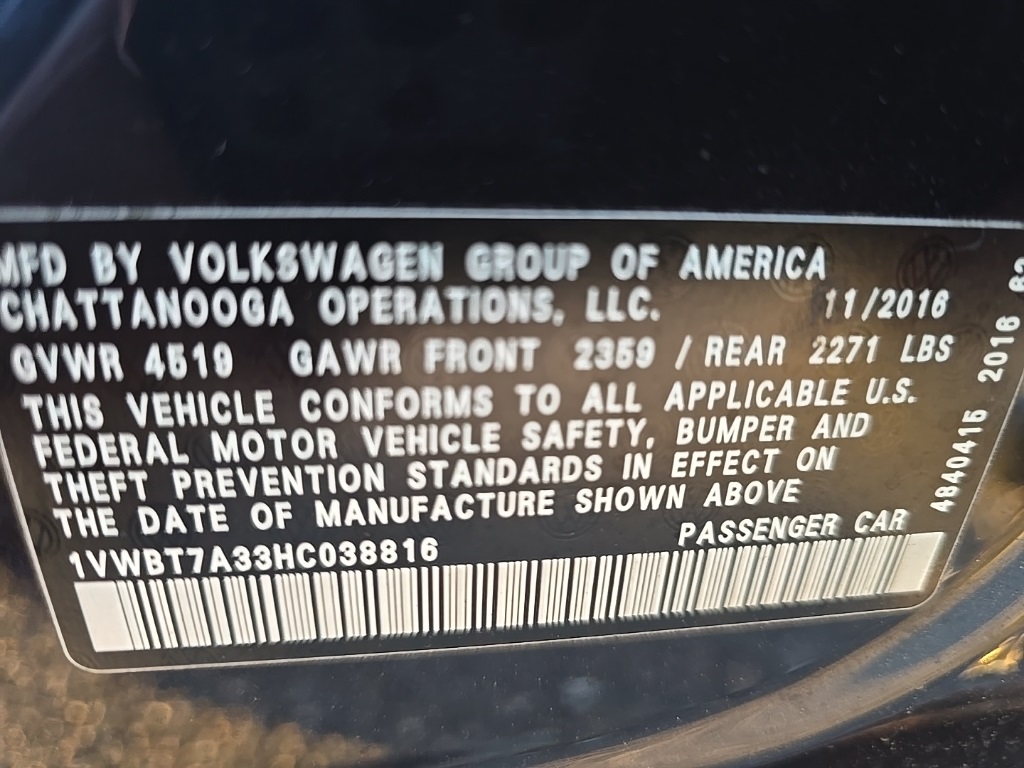 MFD BY VOLKSWAGEN GROUP OF AMERICA
CHATTANOOGA OPERATIONS, LLC. 11/2016
GVWR 4519 GAWR FRONT 2359 / REAR 2271 LBS
THIS VEHICLE CONFORMS TO ALL APPLICABLE U.S.
FEDERAL MOTOR VEHICLE SAFETY, BUMPER AND
THEFT PREVENTION STANDARDS IN EFFECT ON
THE DATE OF MANUFACTURE SHOWN ABOVE
1VWBT7A33HC038816 PASSENGER CAR
4840415 2016